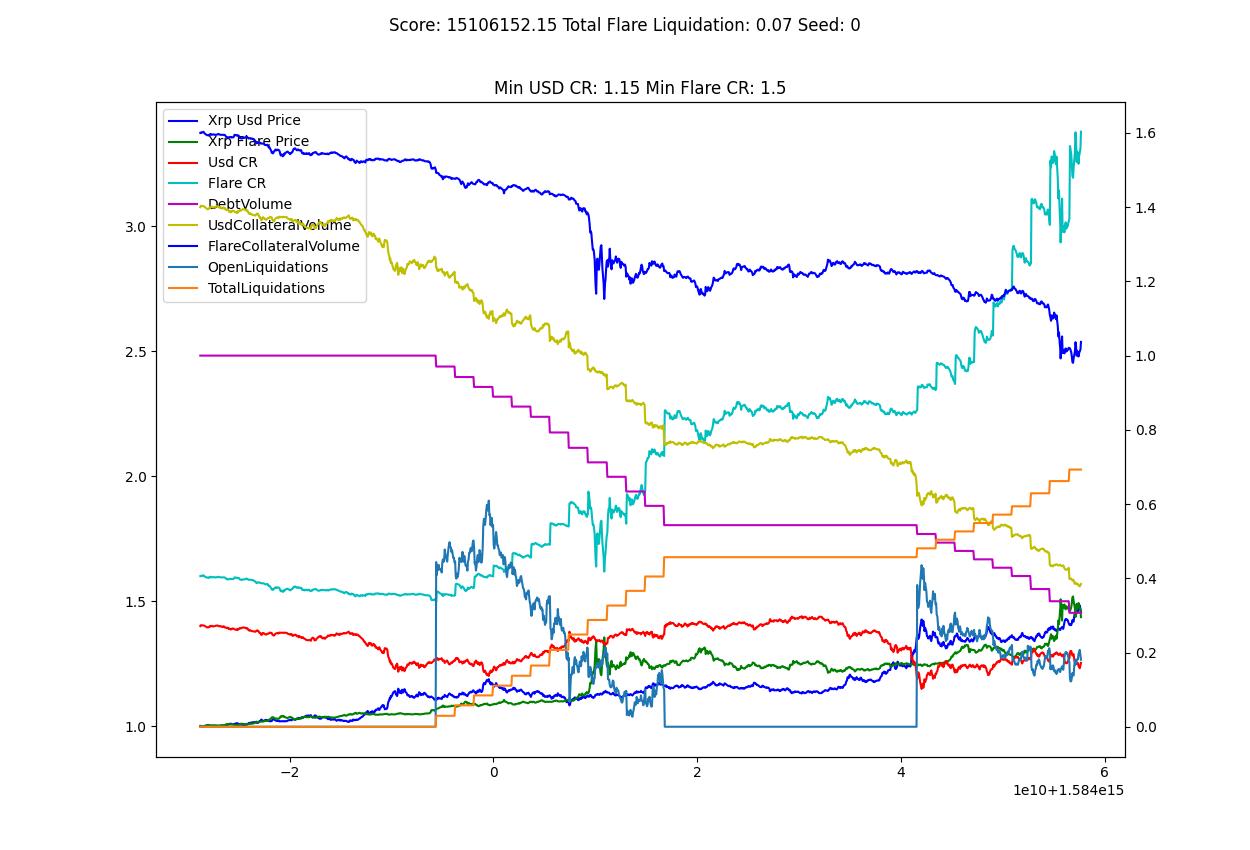 Score: 15106152.15 Total Flare Liquidation: 0.07 Seed: 0
Min USD CR: 1.15 Min Flare CR: 1.5
Xrp Usd Price
Xrp Flare Price
Usd CR
Flare CR
DebtVolume
UsdCollateralVolume
FlareCollateralVolume
OpenLiquidations
TotalLiquidations
3.0
2.5
2.0
1.5
1.0
1.6
1.4
1.2
1.0
0.8
0.6
0.4
0.2
0.0
−2
0
2
4
6
1e10+1.584e15